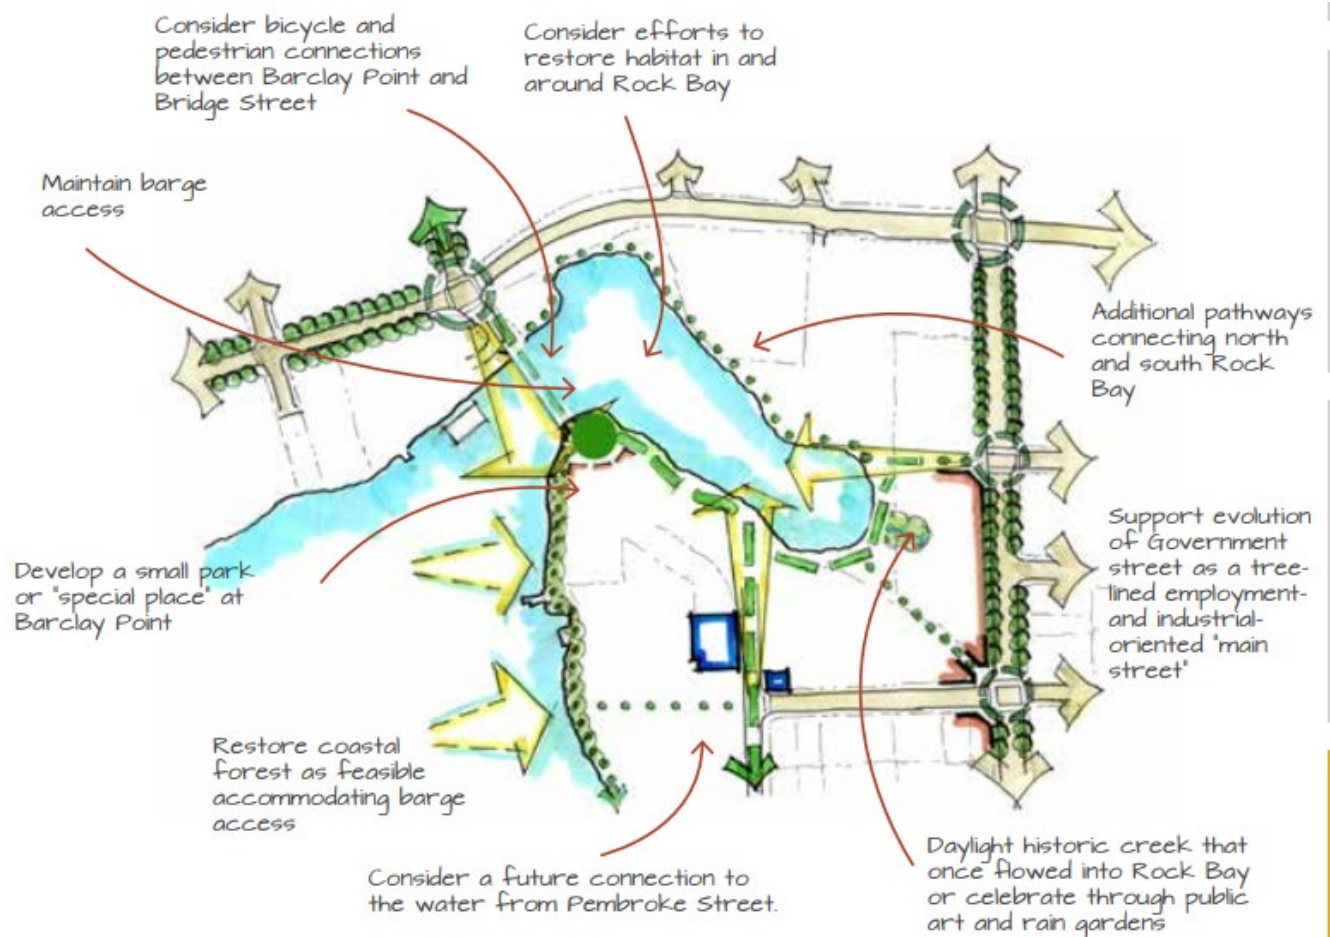 Consider bicycle and
pedestrian connections
between Barclay Point and
Bridge Street
Consider efforts to
restore habitat in and
around Rock Bay
Maintain barge
access
Additional pathways
connecting north
and south Rock
Bay
Support evolution
of Government
street as a tree-
lined employment-
and industrial-
oriented "main
street"
Develop a small park
or "special place" at
Barclay Point
Restore coastal
forest as feasible
accommodating barge
access
Consider a future connection to
the water from Pembroke Street.
Daylight historic creek that
once flowed into Rock Bay
or celebrate through public
art and rain gardens